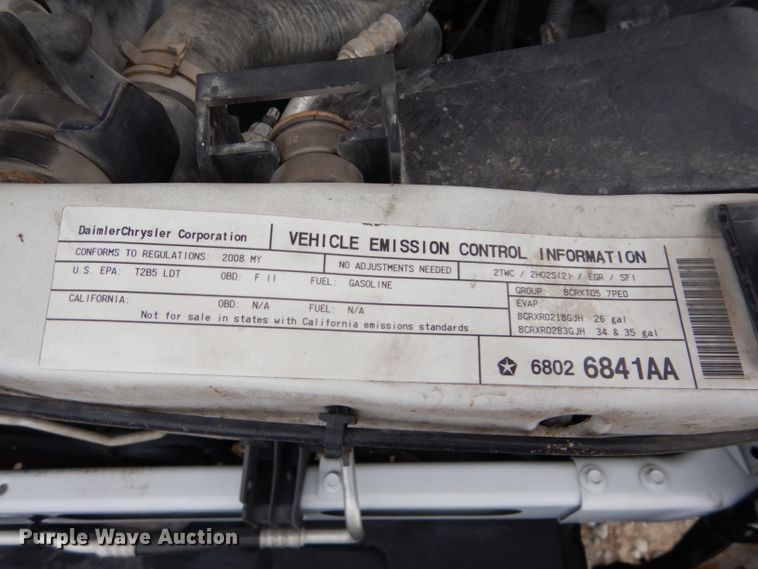 DaimlerChrysler Corporation
VEHICLE EMISSION CONTROL INFORMATION
CONFORMS TO REGULATIONS: 2008 MY
NO ADJUSTMENTS NEEDED
2TWC / 2HO2S(2) / EGR / SFI
U.S. EPA: T2B5 LDT OBD: F II FUEL: GASOLINE
GROUP: 8CRXT05.7PE0
CALIFORNIA: OBD: N/A FUEL: N/A
EVAP:
Not for sale in states with California emissions standards.
8CRXR0218GJH 26 gal
8CRXR0283GJH 34 & 35 gal
6802 6841AA
Purple Wave Auction